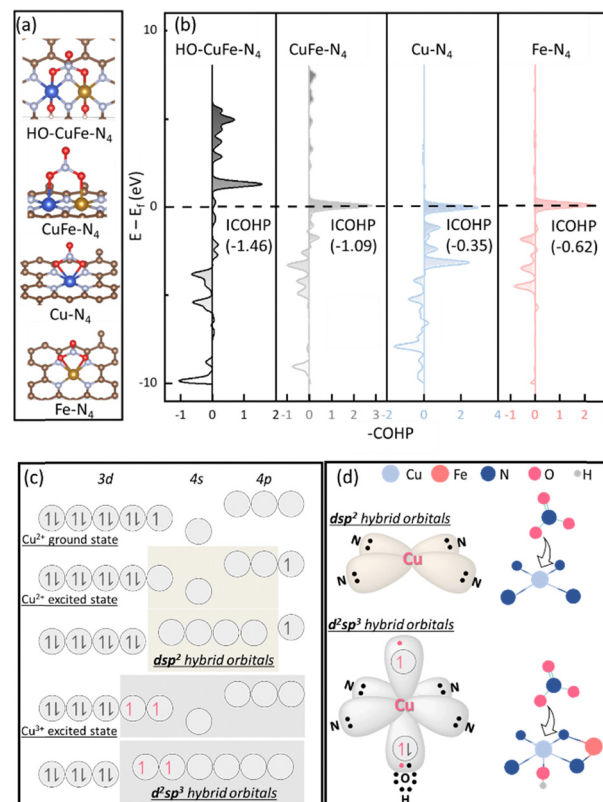 (a)
HO-CuFe-N4
CuFe-N4
Cu-N4
Fe-N4
(b)
HO-CuFe-N4 CuFe-N4 Cu-N4 Fe-N4
E − Ef (eV)
10
0
-10
ICOHP
(-1.46)
ICOHP
(-1.09)
ICOHP
(-0.35)
ICOHP
(-0.62)
-1 0 1 2 -1 0 1 2 3 -2 0 2 4 -1 0 1 2
-COHP
(c)
3d 4s 4p
Cu2+ ground state
Cu2+ excited state
dsp2 hybrid orbitals
Cu3+ excited state
d2sp3 hybrid orbitals
(d)
Cu Fe N O H
dsp2 hybrid orbitals
N N
Cu
N N
d2sp3 hybrid orbitals
N N
Cu
N N
O
H